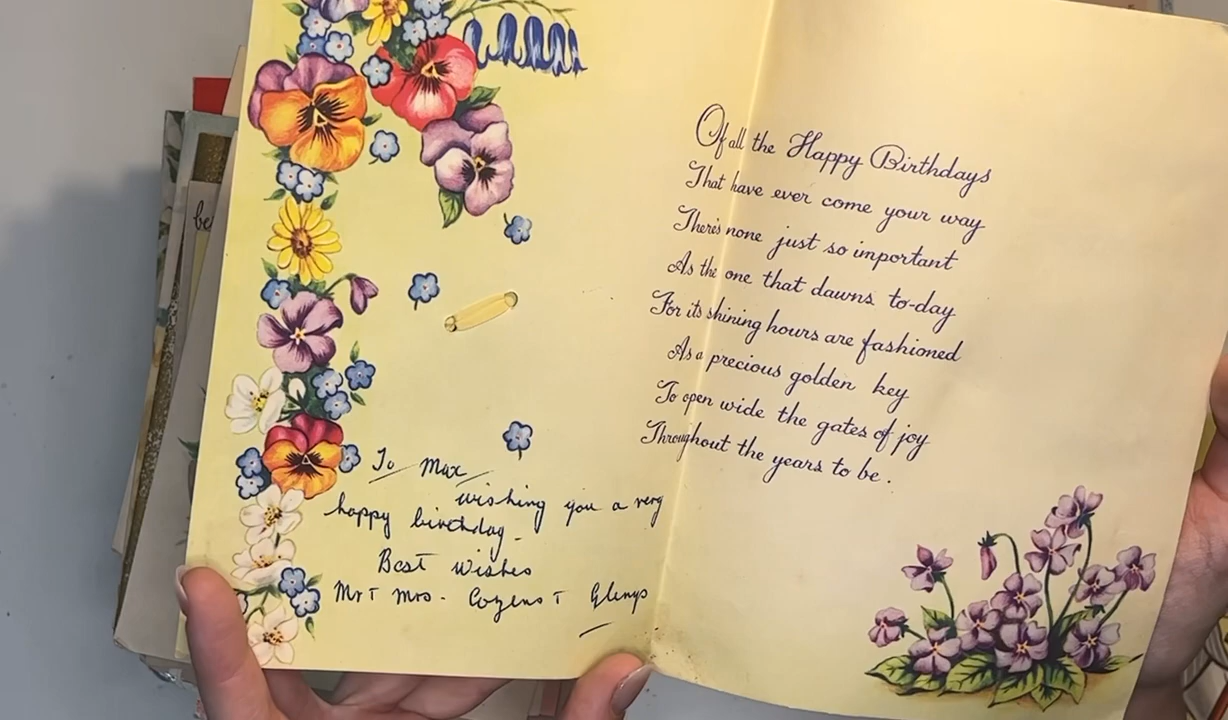 be
To Max
wishing you a very
happy birthday.
Best wishes
Mr + Mrs. Cozens + Glenys
Of all the Happy Birthdays
That have ever come your way
There's none just so important
As the one that dawns to-day
For its shining hours are fashioned
As a precious golden key
To open wide the gates of joy
Throughout the years to be.